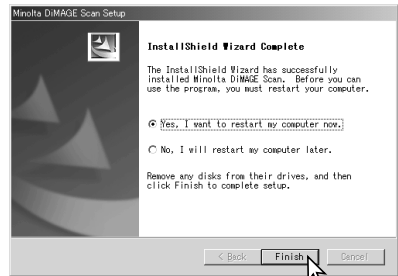 Minolta DiMAGE Scan Setup
InstallShield Wizard Complete
The InstallShield Wizard has successfully
installed Minolta DiMAGE Scan. Before you can
use the program, you must restart your computer.
Yes, I want to restart my computer now.
No, I will restart my computer later.
Remove any disks from their drives, and then
click Finish to complete setup.
< Back Finish Cancel